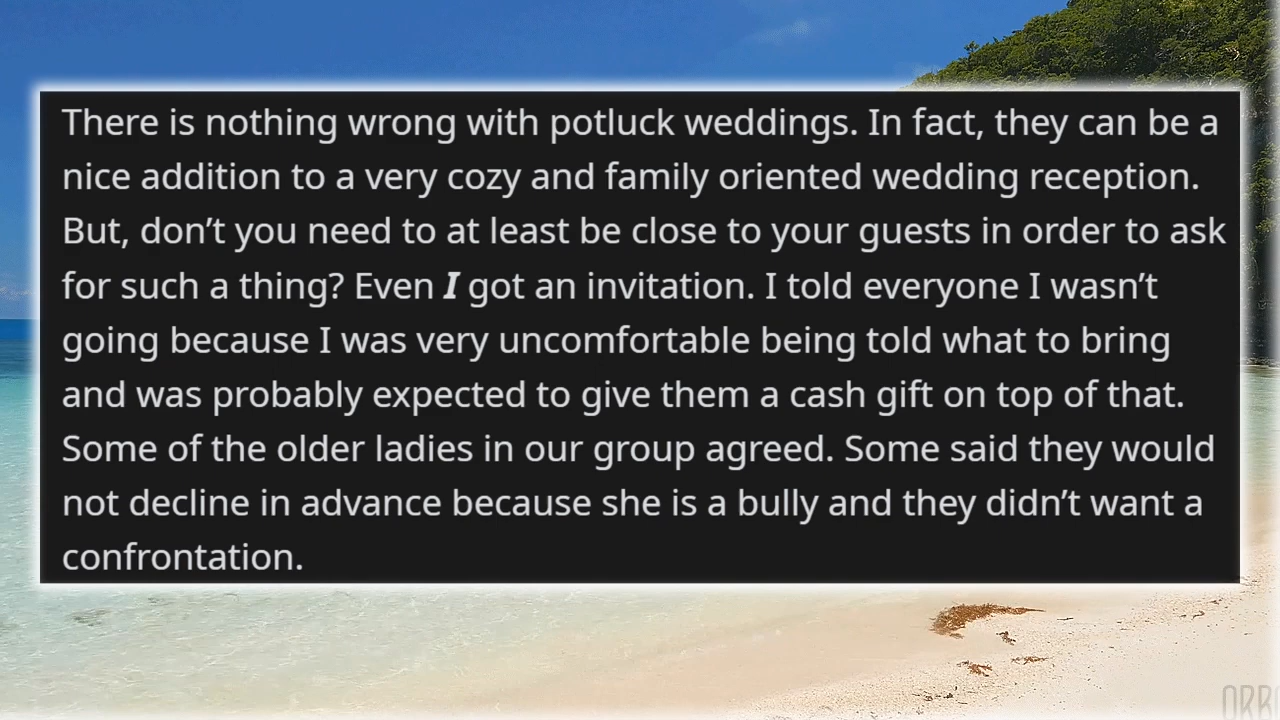 There is nothing wrong with potluck weddings. In fact, they can be a
nice addition to a very cozy and family oriented wedding reception.
But, don’t you need to at least be close to your guests in order to ask
for such a thing? Even I got an invitation. I told everyone I wasn’t
going because I was very uncomfortable being told what to bring
and was probably expected to give them a cash gift on top of that.
Some of the older ladies in our group agreed. Some said they would
not decline in advance because she is a bully and they didn’t want a
confrontation.